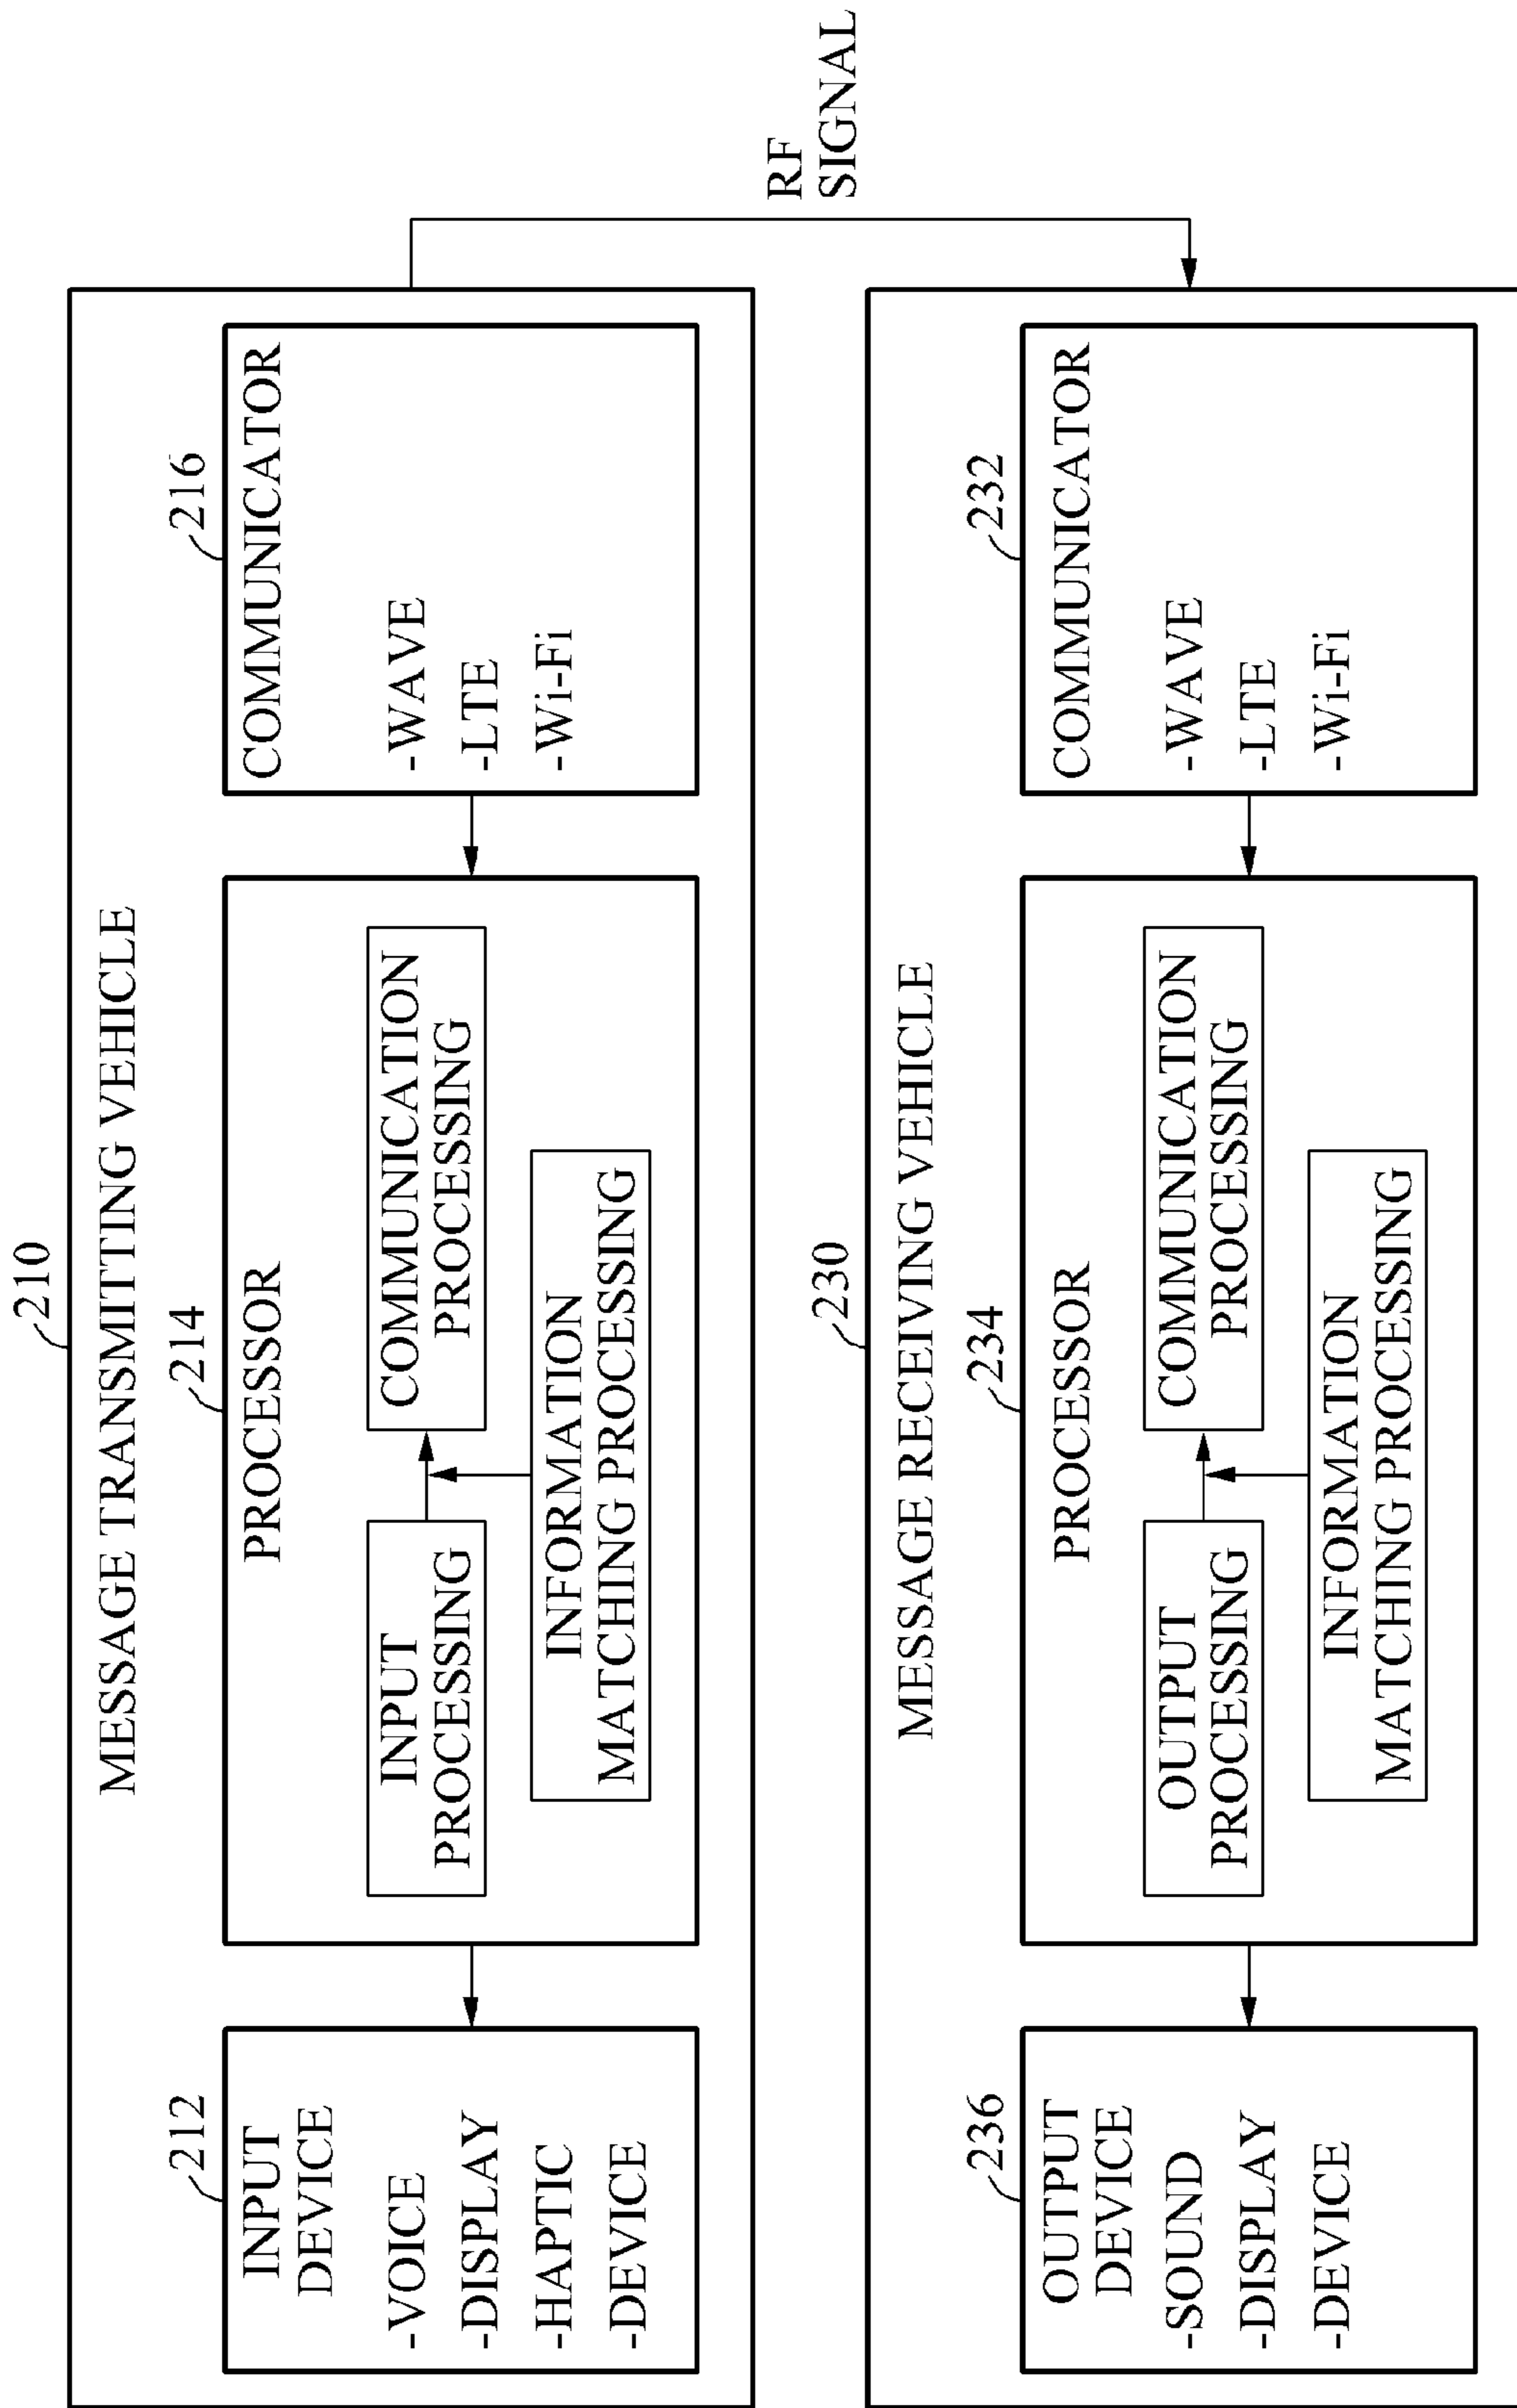 210
MESSAGE TRANSMITTING VEHICLE
212
INPUT
DEVICE
-VOICE
-DISPLAY
-HAPTIC
-DEVICE
214
PROCESSOR
INPUT
PROCESSING
COMMUNICATION
PROCESSING
INFORMATION
MATCHING PROCESSING
216
COMMUNICATOR
-WAVE
-LTE
-Wi-Fi
RF
SIGNAL
230
MESSAGE RECEIVING VEHICLE
236
OUTPUT
DEVICE
-SOUND
-DISPLAY
-DEVICE
234
PROCESSOR
OUTPUT
PROCESSING
COMMUNICATION
PROCESSING
INFORMATION
MATCHING PROCESSING
232
COMMUNICATOR
-WAVE
-LTE
-Wi-Fi